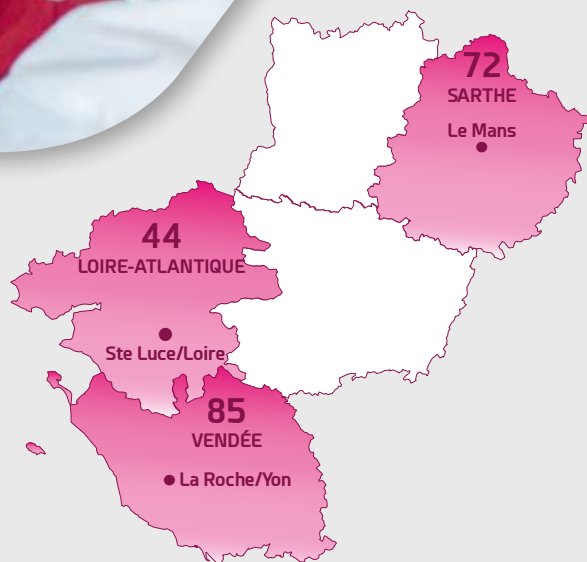 72
SARTHE
Le Mans
44
LOIRE-ATLANTIQUE
Ste Luce/Loire
85
VENDÉE
La Roche/Yon